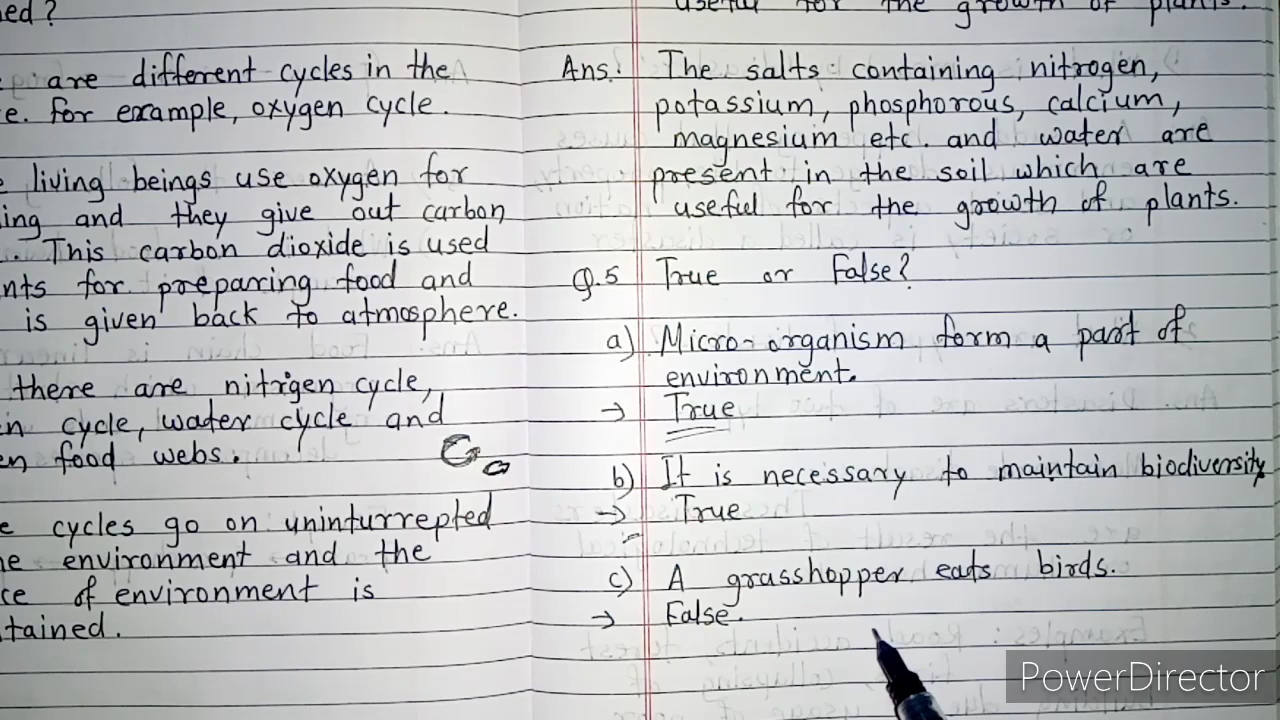 ed?
are different cycles in the
e. for example, oxygen cycle.
living beings use oxygen for
ing and they give out carbon
. This carbon dioxide is used
nts for preparing food and
is given back to atmosphere.
there are nitrigen cycle,
n cycle, water cycle and
en food webs.
e cycles go on uninturrepted
he environment and the
ce of environment is
tained.
useful for the growth of plants.
Ans: The salts containing nitrogen,
potassium, phosphorous, calcium,
magnesium etc. and water are
present in the soil which are
useful for the growth of plants.
Q.5 True or False?
a) Micro-organism form a part of
environment.
→ True
b) It is necessary to maintain biodiversity
→ True
c) A grasshopper eats birds.
→ False.
PowerDirector